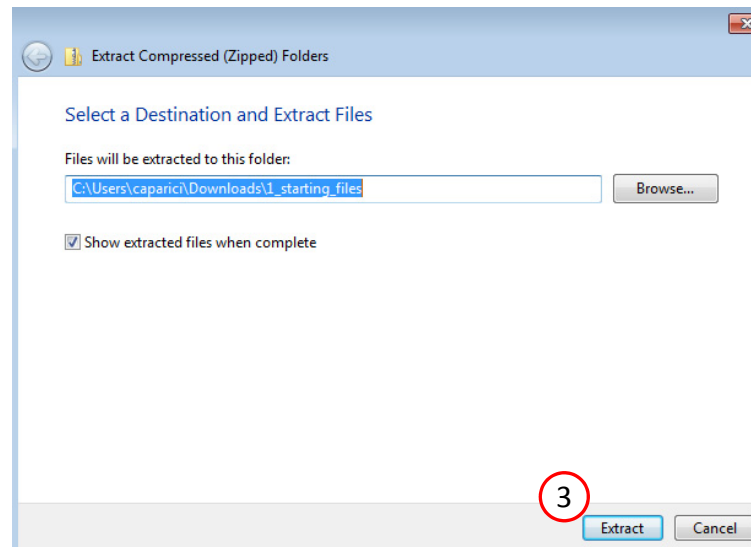 Extract Compressed (Zipped) Folders
Select a Destination and Extract Files
Files will be extracted to this folder:
C:\Users\caparici\Downloads\1_starting_files
Browse...
Show extracted files when complete
3
Extract
Cancel